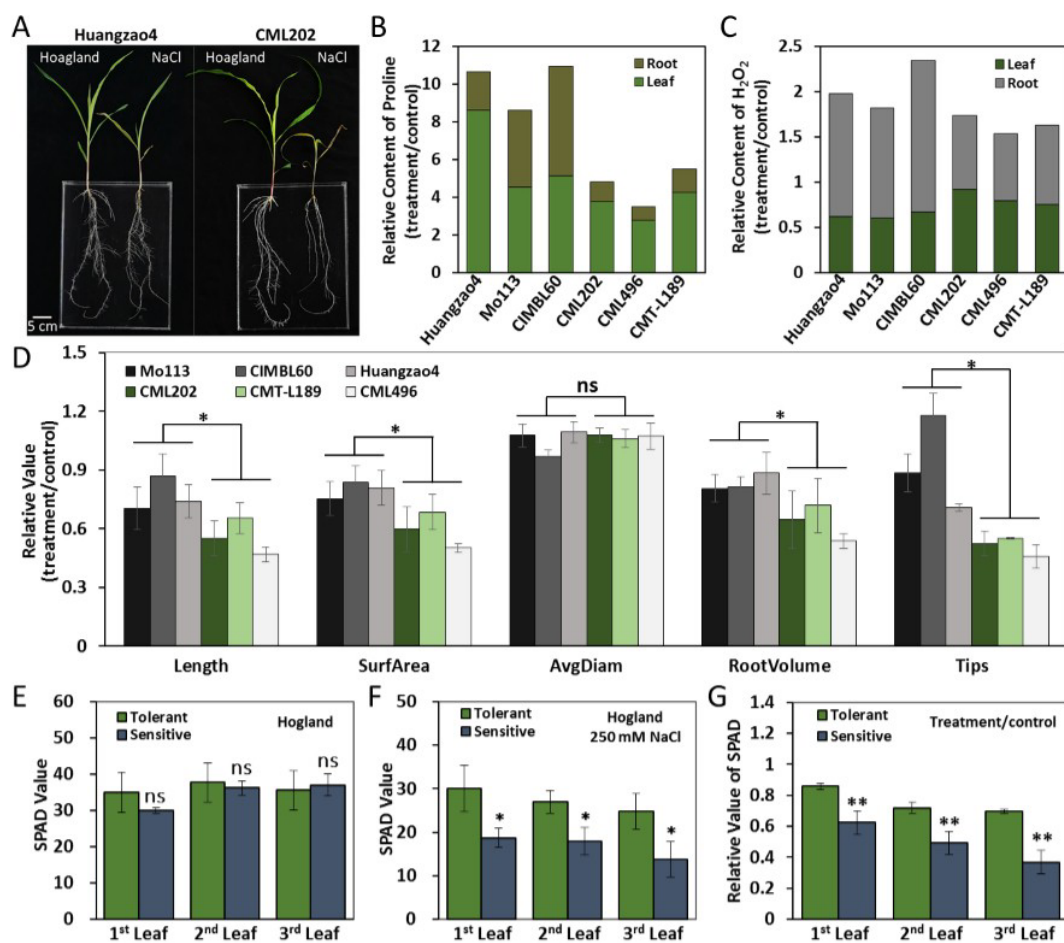 A
Huangzao4 CML202
Hoagland NaCl Hoagland NaCl
5 cm
B
Relative Content of Proline
(treatment/control)
12
10
8
6
4
2
0
Root
Leaf
Huangzao4
Mo113
CIMBL60
CML202
CML496
CMT-L189
C
Relative Content of H2O2
(treatment/control)
2.5
2
1.5
1
0.5
0
Leaf
Root
Huangzao4
Mo113
CIMBL60
CML202
CML496
CMT-L189
D
Relative Value
(treatment/control)
1.5
1.2
0.9
0.6
0.3
0
Mo113 CIMBL60 Huangzao4
CML202 CMT-L189 CML496
* * ns * *
Length SurfArea AvgDiam RootVolume Tips
E
SPAD Value
60
50
40
30
20
10
0
Tolerant
Sensitive
Hogland
ns ns ns
1st Leaf 2nd Leaf 3rd Leaf
F
SPAD Value
50
40
30
20
10
0
Tolerant
Sensitive
Hogland
250 mM NaCl
* * *
1st Leaf 2nd Leaf 3rd Leaf
G
Relative Value of SPAD
1.4
1.2
1
0.8
0.6
0.4
0.2
0
Tolerant
Sensitive
Treatment/control
** ** **
1st Leaf 2nd Leaf 3rd Leaf